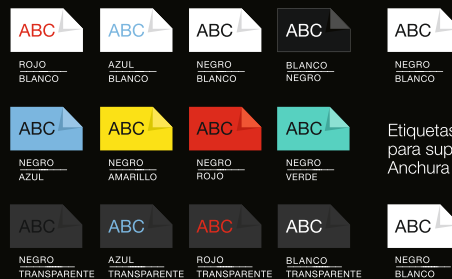 ABC ABC ABC ABC ABC
ROJO AZUL NEGRO BLANCO NEGRO
BLANCO BLANCO BLANCO NEGRO BLANCO
ABC ABC ABC ABC
Etiquetas
para sup
Anchura
NEGRO NEGRO NEGRO NEGRO
AZUL AMARILLO ROJO VERDE
ABC ABC ABC ABC ABC
NEGRO AZUL ROJO BLANCO NEGRO
TRANSPARENTE TRANSPARENTE TRANSPARENTE TRANSPARENTE BLANCO